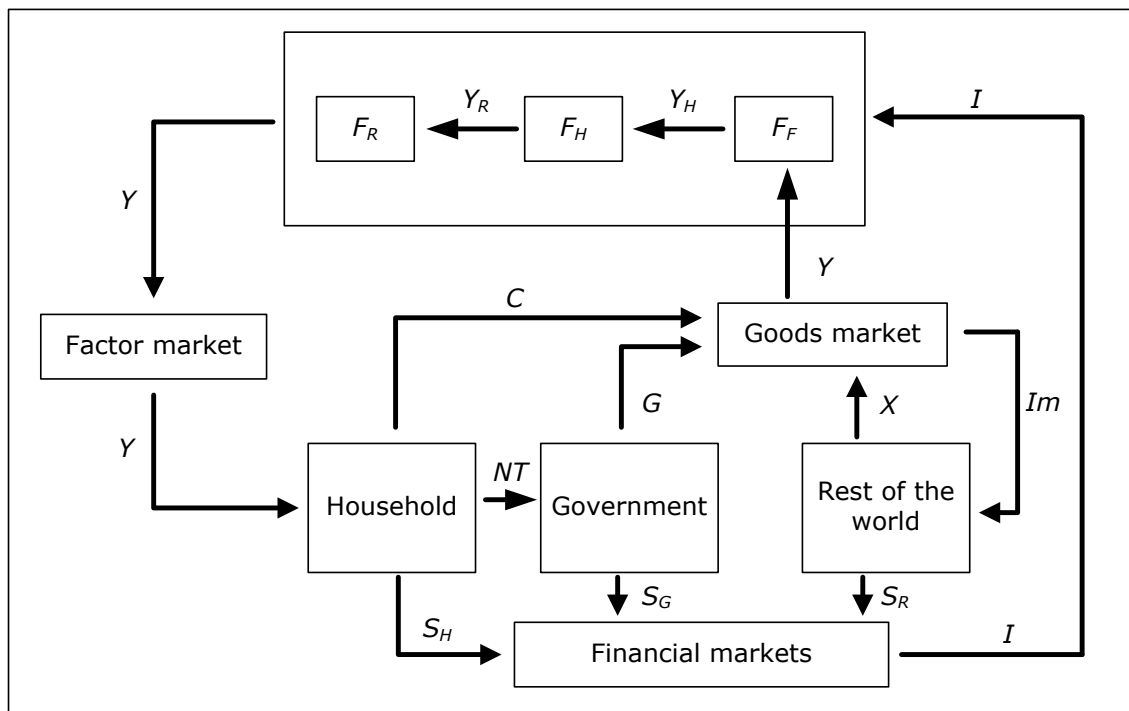 Y_R
Y_H
I
F_R
F_H
F_F
Y
Y
C
Goods market
Factor market
G
X
Im
Y
NT
Household
Government
Rest of the
world
S_G
S_R
S_H
I
Financial markets